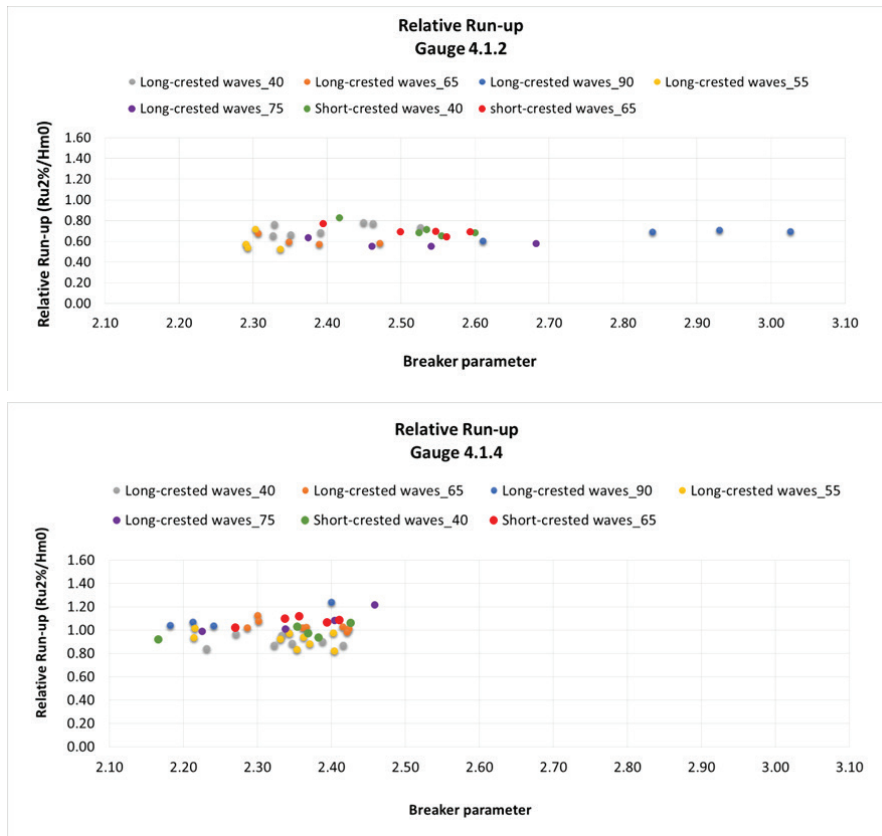 Relative Run-up
Gauge 4.1.2
Long-crested waves_40 Long-crested waves_65 Long-crested waves_90 Long-crested waves_55
Long-crested waves_75 Short-crested waves_40 short-crested waves_65
Relative Run-up (Ru2%/Hm0)
1.60
1.40
1.20
1.00
0.80
0.60
0.40
0.20
0.00
2.10 2.20 2.30 2.40 2.50 2.60 2.70 2.80 2.90 3.00 3.10
Breaker parameter
Relative Run-up
Gauge 4.1.4
Long-crested waves_40 Long-crested waves_65 Long-crested waves_90 Long-crested waves_55
Long-crested waves_75 Short-crested waves_40 Short-crested waves_65
Relative Run-up (Ru2%/Hm0)
1.60
1.40
1.20
1.00
0.80
0.60
0.40
0.20
0.00
2.10 2.20 2.30 2.40 2.50 2.60 2.70 2.80 2.90 3.00 3.10
Breaker parameter